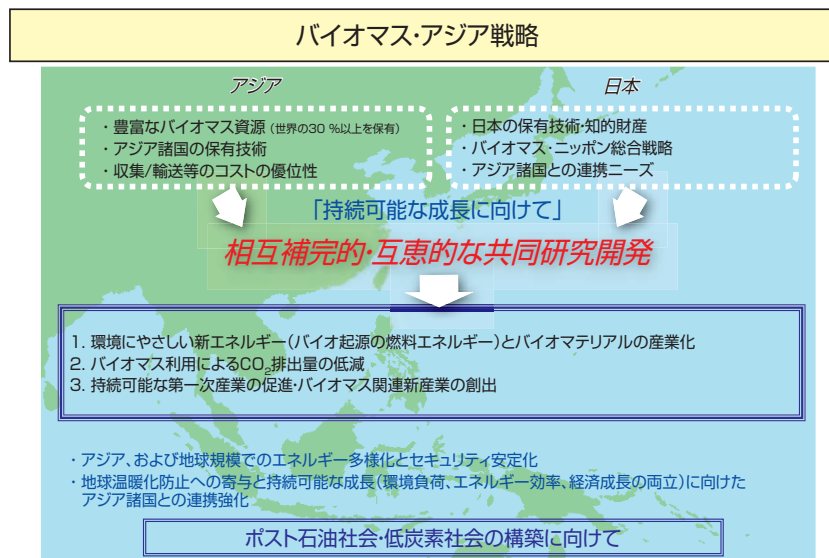 バイオマス・アジア戦略
アジア
日本
・豊富なバイオマス資源（世界の30 %以上を保有）
・アジア諸国の保有技術
・収集/輸送等のコストの優位性
・日本の保有技術・知的財産
・バイオマス・ニッポン総合戦略
・アジア諸国との連携ニーズ
「持続可能な成長に向けて」
相互補完的・互恵的な共同研究開発
1. 環境にやさしい新エネルギー（バイオ起源の燃料エネルギー）とバイオマテリアルの産業化
2. バイオマス利用によるCO₂排出量の低減
3. 持続可能な第一次産業の促進・バイオマス関連新産業の創出
・アジア、および地球規模でのエネルギー多様化とセキュリティ安定化
・地球温暖化防止への寄与と持続可能な成長（環境負荷、エネルギー効率、経済成長の両立）に向けた
アジア諸国との連携強化
ポスト石油社会・低炭素社会の構築に向けて